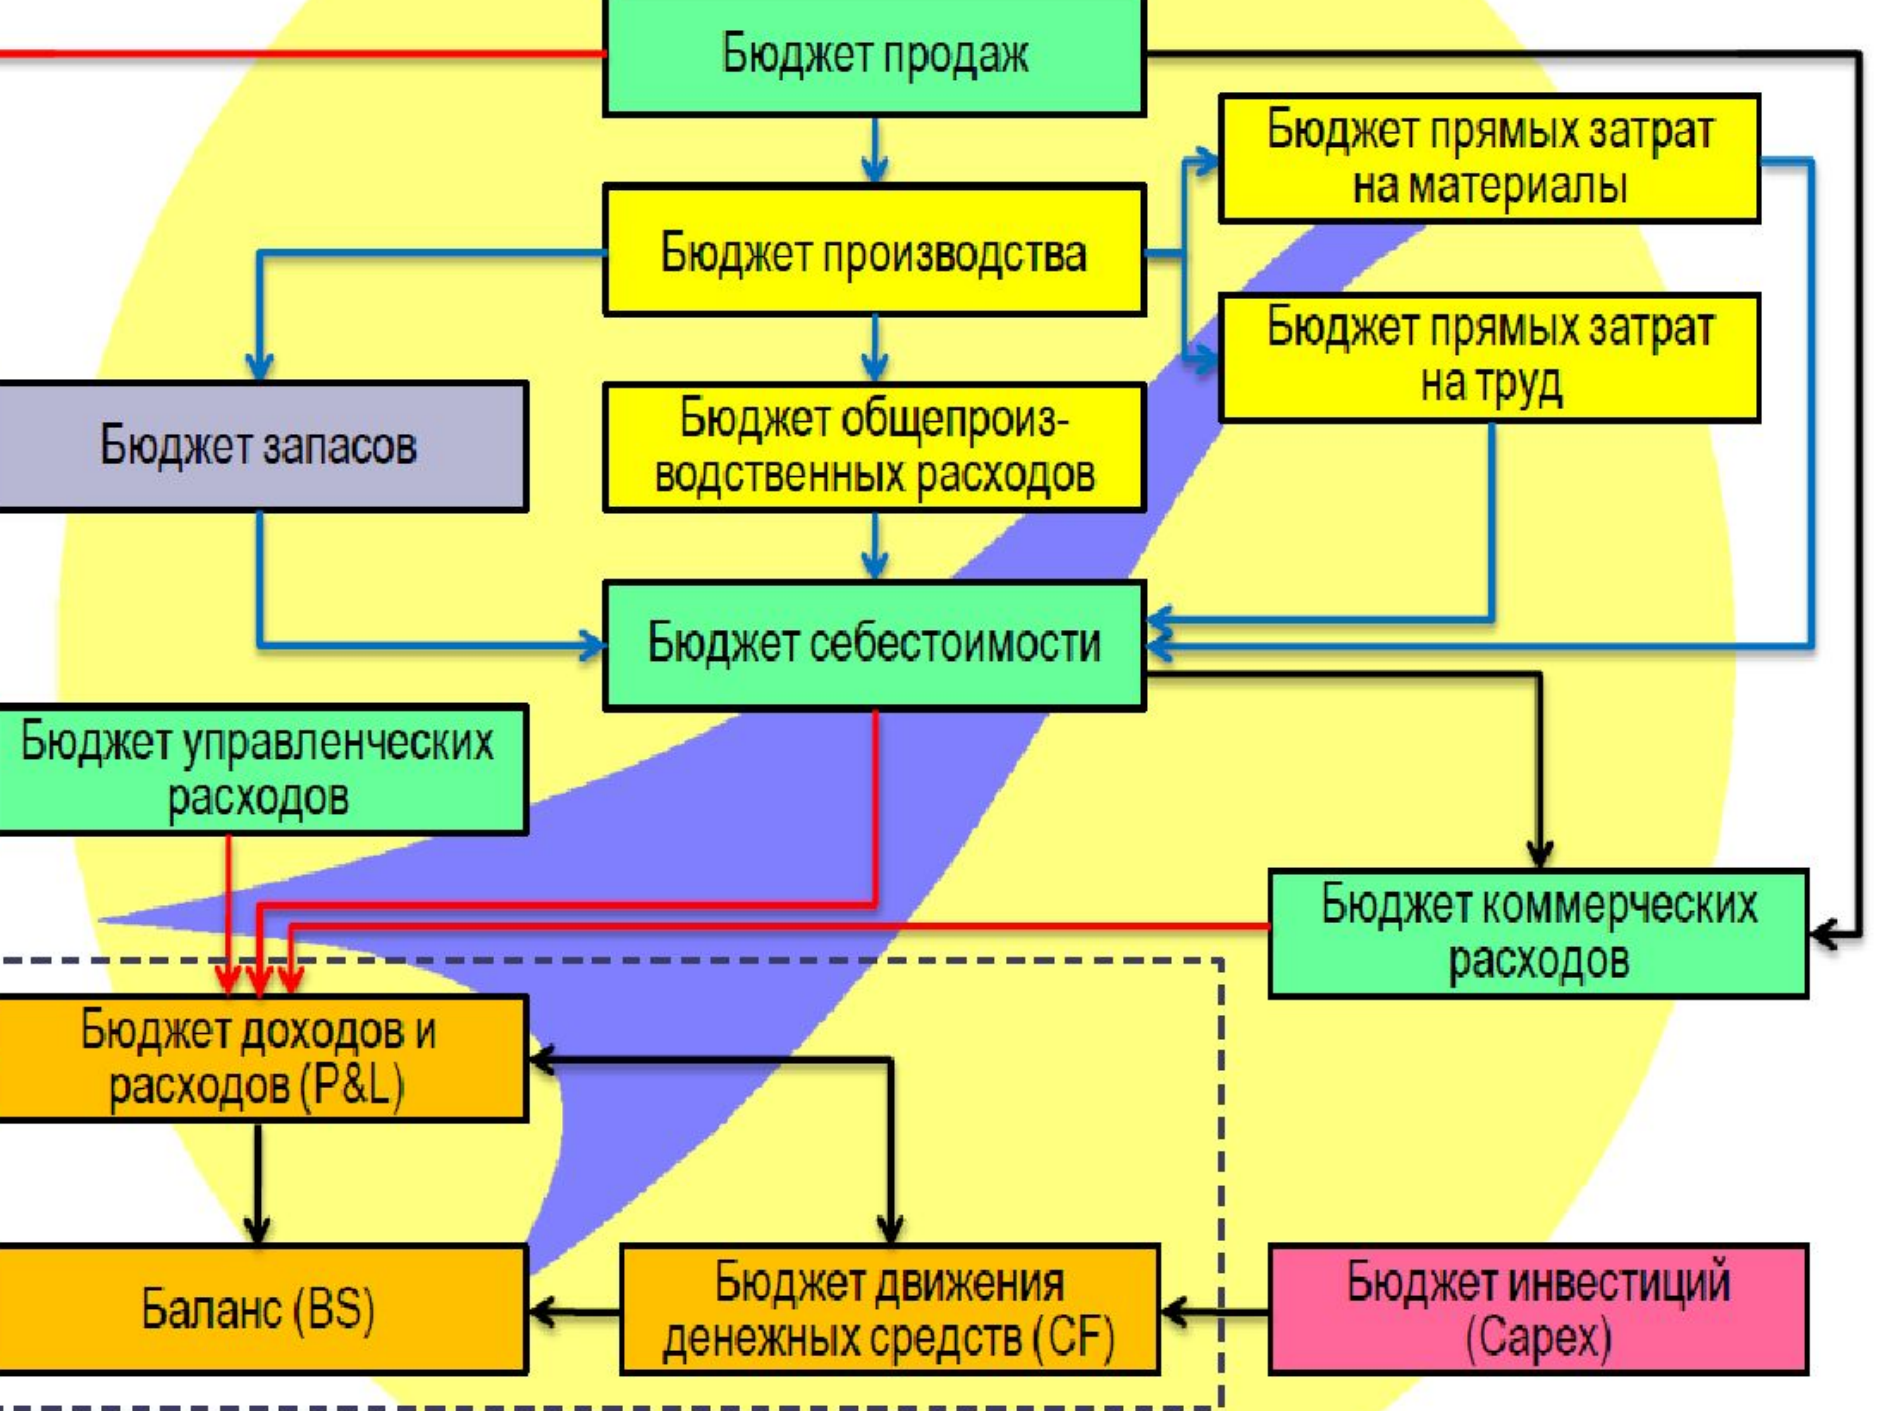 Бюджет продаж
Бюджет прямых затрат
на материалы
Бюджет производства
Бюджет прямых затрат
на труд
Бюджет запасов
Бюджет общепроиз-
водственных расходов
Бюджет себестоимости
Бюджет управленческих
расходов
Бюджет коммерческих
расходов
Бюджет доходов и
расходов (P&L)
Баланс (BS)
Бюджет движения
денежных средств (CF)
Бюджет инвестиций
(Capex)